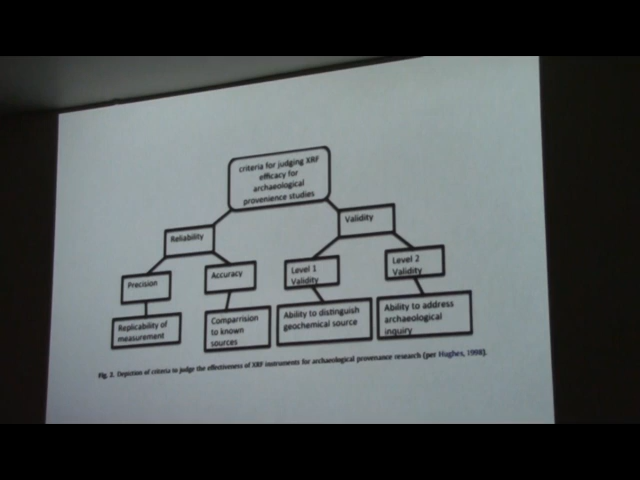 criteria for judging XRF
efficacy for
archaeological
provenience studies
Reliability
Validity
Precision
Accuracy
Level 1
Validity
Level 2
Validity
Replicability of
measurement
Comparrision
to known
sources
Ability to distinguish
geochemical source
Ability to address
archaeological
inquiry
Fig. 2. Depiction of criteria to judge the effectiveness of XRF instruments for archaeological provenance research (per Hughes, 1998).